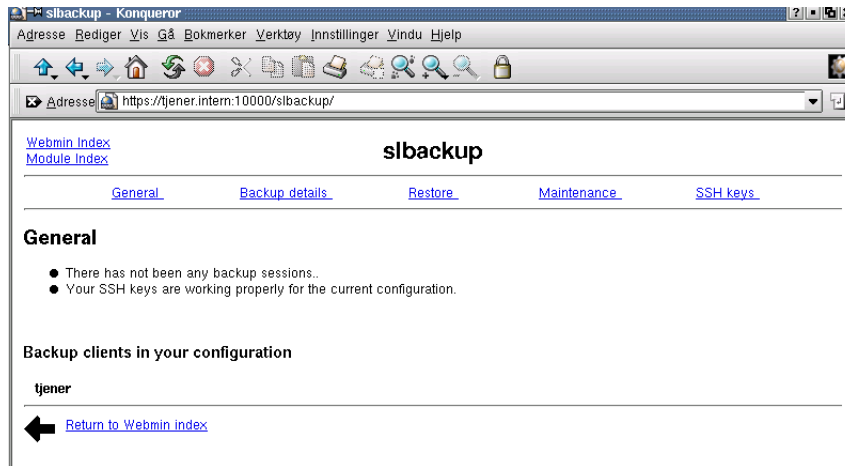 slbackup - Konqueror
Adresse Rediger Vis Gå Bokmerker Verktøy Innstillinger Vindu Hjelp
Adresse https://tjener.intern:10000/slbackup/
Webmin Index
Module Index
slbackup
General Backup details Restore Maintenance SSH keys
General
There has not been any backup sessions..
Your SSH keys are working properly for the current configuration.
Backup clients in your configuration
tjener
Return to Webmin index